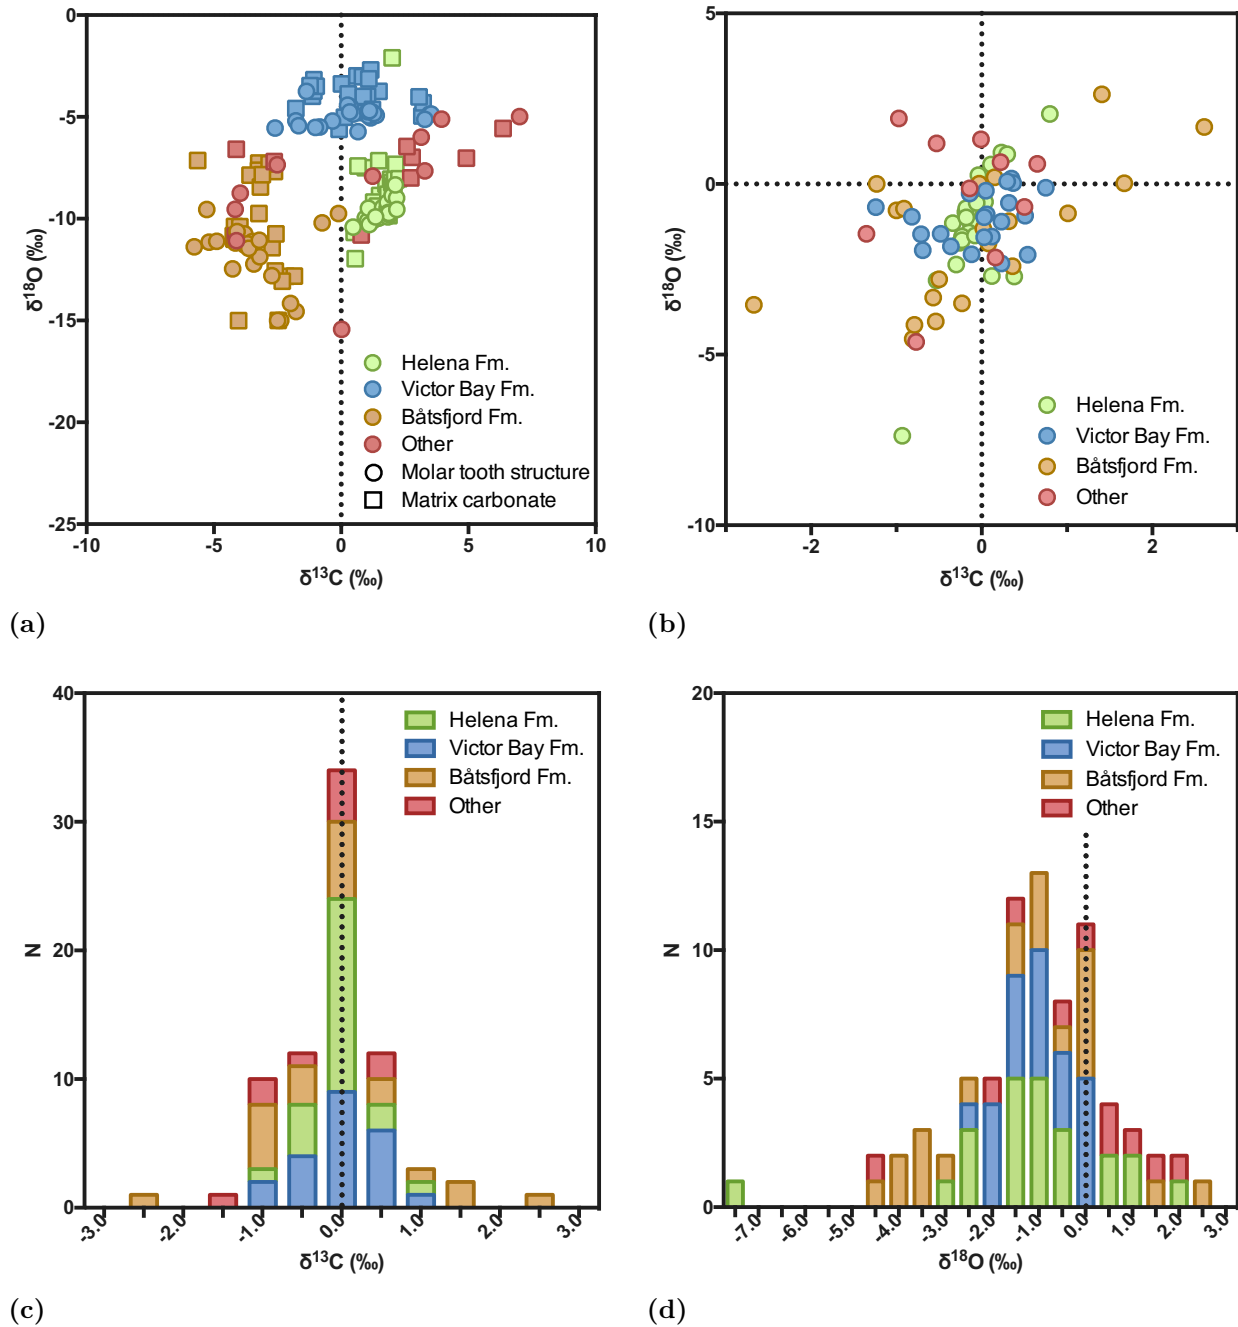 0
-5
-10
-15
-20
-25
δ18O (‰)
Helena Fm.
Victor Bay Fm.
Båtsfjord Fm.
Other
Molar tooth structure
Matrix carbonate
-10
-5
0
5
10
δ13C (‰)
(a)
5
0
-5
-10
δ18O (‰)
Helena Fm.
Victor Bay Fm.
Båtsfjord Fm.
Other
-2
0
2
δ13C (‰)
(b)
40
30
20
10
0
N
Helena Fm.
Victor Bay Fm.
Båtsfjord Fm.
Other
-3.0
-2.0
-1.0
0.0
1.0
2.0
3.0
δ13C (‰)
(c)
20
15
10
5
0
N
Helena Fm.
Victor Bay Fm.
Båtsfjord Fm.
Other
-7.0
-6.0
-5.0
-4.0
-3.0
-2.0
-1.0
0.0
1.0
2.0
3.0
δ18O (‰)
(d)